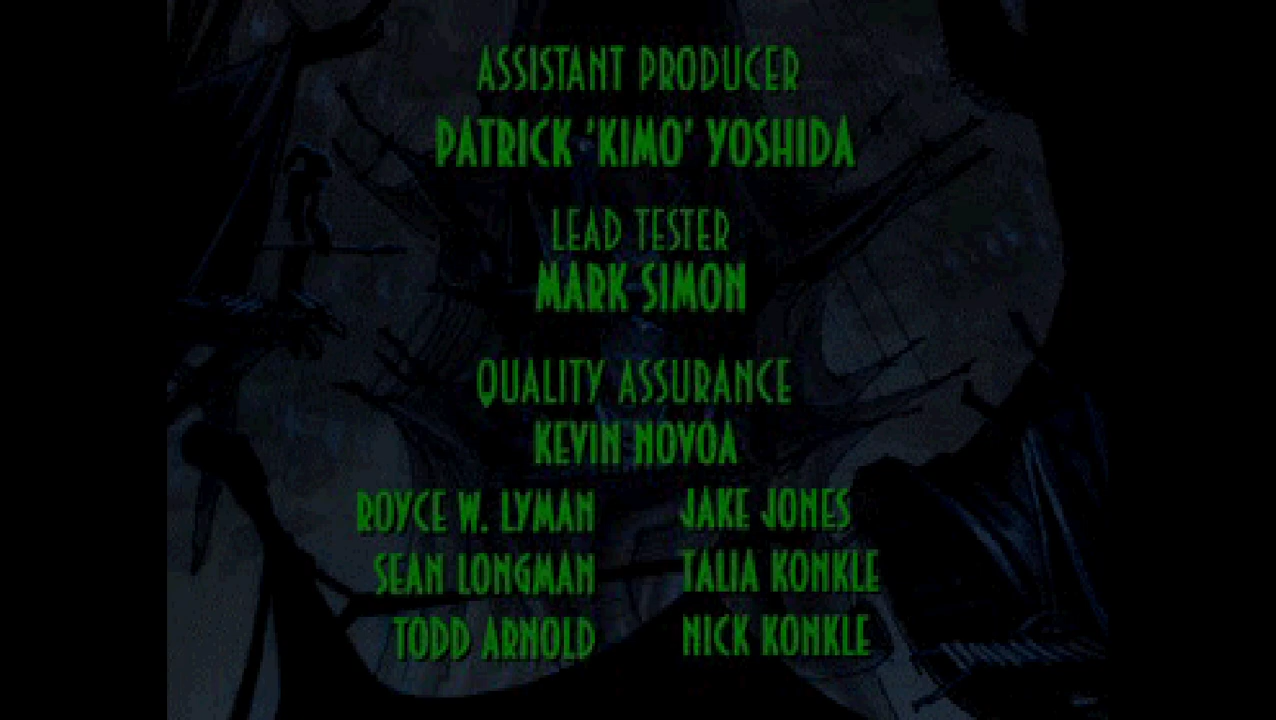 ASSISTANT PRODUCER
PATRICK 'KIMO' YOSHIDA
LEAD TESTER
MARK SIMON
QUALITY ASSURANCE
KEVIN NOVOA
ROYCE W. LYMAN JAKE JONES
SEAN LONGMAN TALIA KONKLE
TODD ARNOLD NICK KONKLE